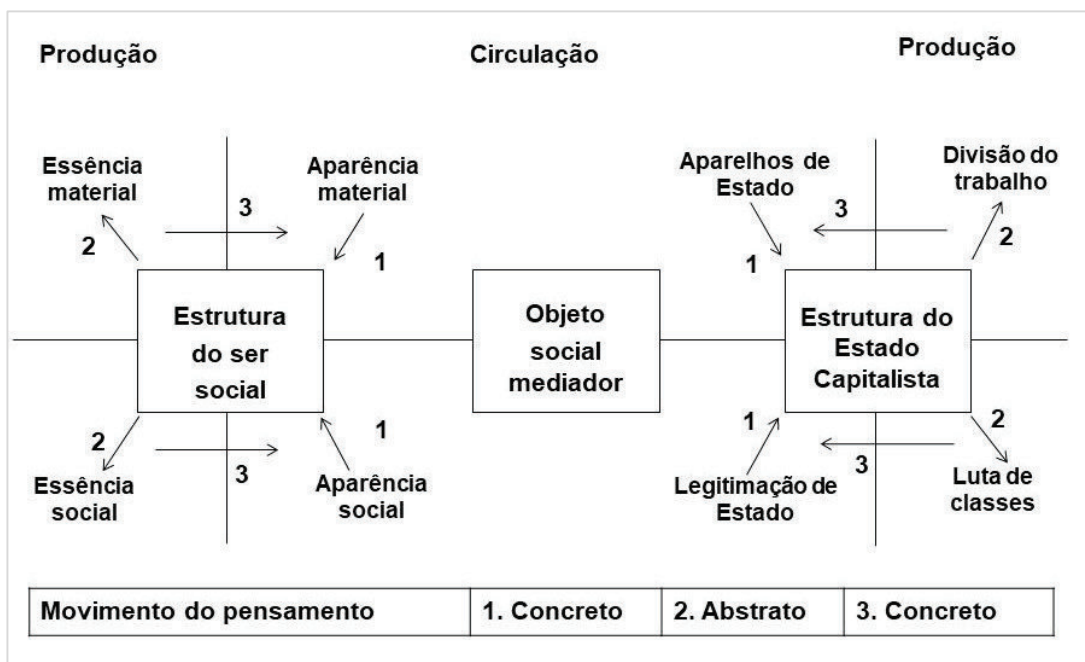 Produção
Circulação
Produção
Essência
material
Aparência
material
Aparelhos de
Estado
Divisão do
trabalho
3
3
2
1
1
2
Estrutura
do ser
social
Objeto
social
mediador
Estrutura do
Estado
Capitalista
2
1
1
2
3
3
Essência
social
Aparência
social
Legitimação de
Estado
Luta de
classes
Movimento do pensamento
1. Concreto
2. Abstrato
3. Concreto